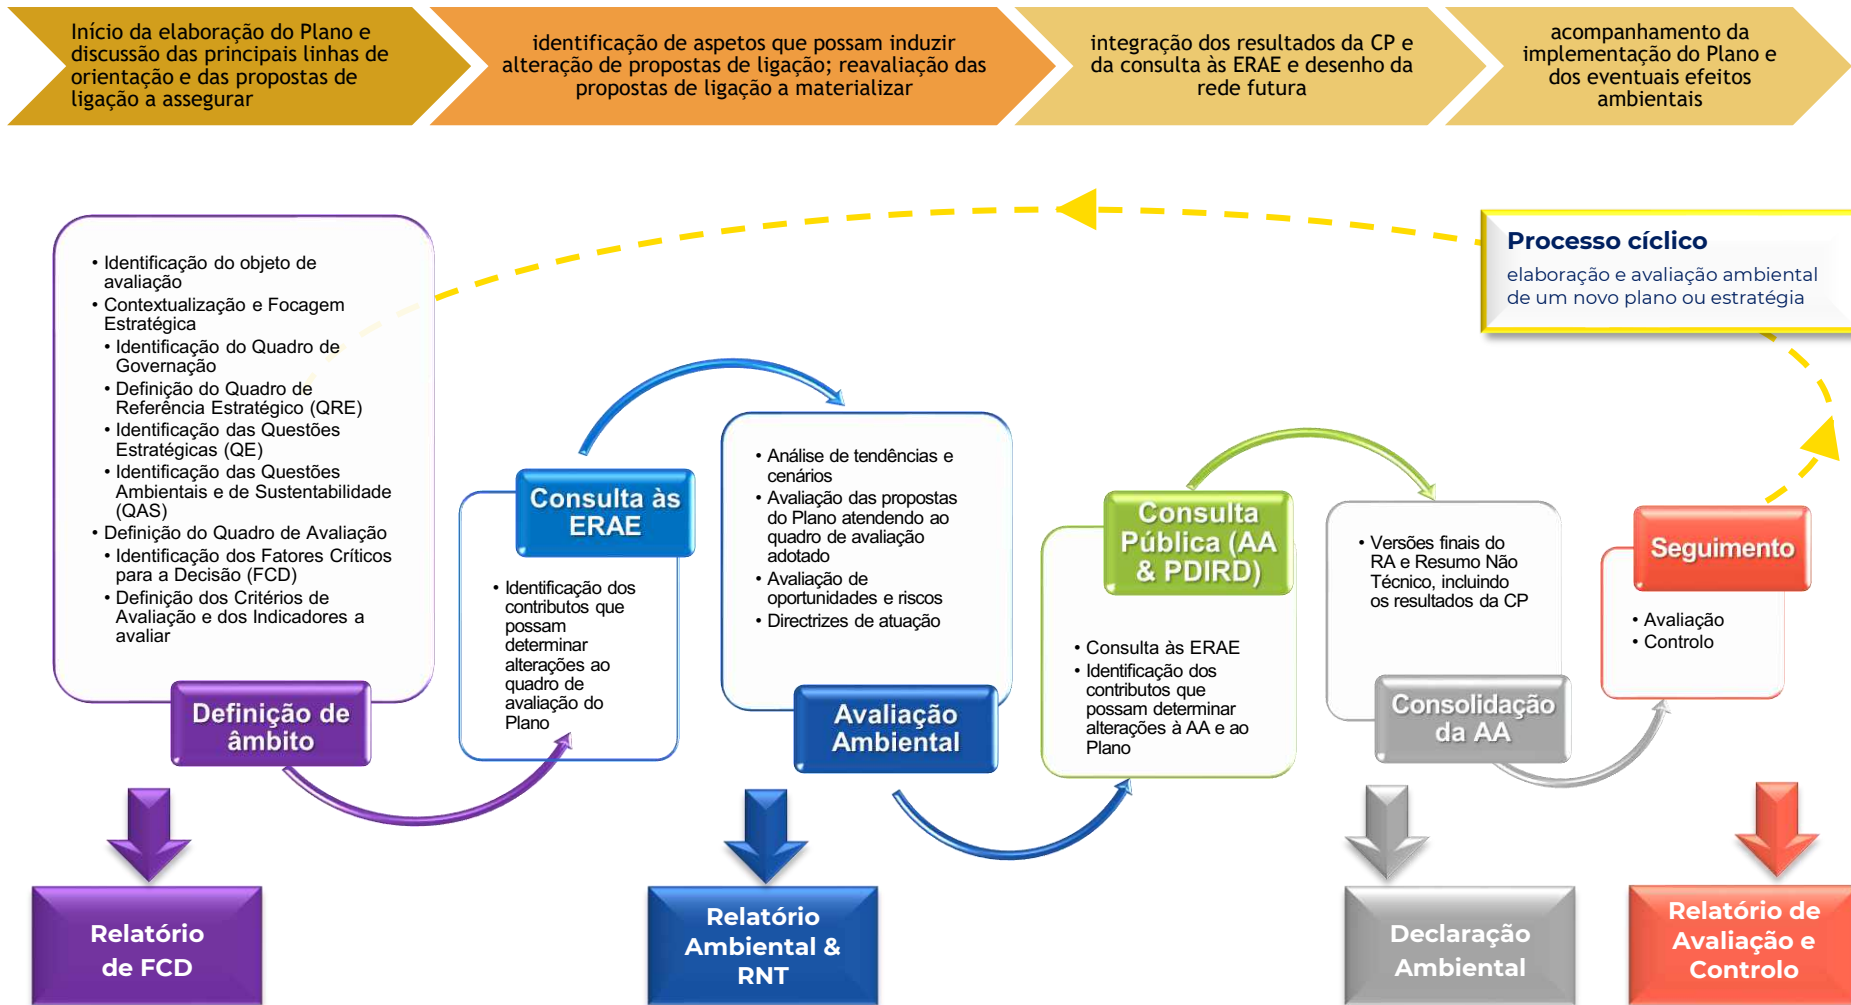 Início da elaboração do Plano e
discussão das principais linhas de
orientação e das propostas de
ligação a assegurar
identificação de aspetos que possam induzir
alteração de propostas de ligação; reavaliação das
propostas de ligação a materializar
integração dos resultados da CP e
da consulta às ERAE e desenho da
rede futura
acompanhamento da
implementação do Plano e
dos eventuais efeitos
ambientais
Processo cíclico
elaboração e avaliação ambiental
de um novo plano ou estratégia
• Identificação do objeto de
avaliação
• Contextualização e Focagem
Estratégica
• Identificação do Quadro de
Governação
• Definição do Quadro de
Referência Estratégico (QRE)
• Identificação das Questões
Estratégicas (QE)
• Identificação das Questões
Ambientais e de Sustentabilidade
(QAS)
• Definição do Quadro de Avaliação
• Identificação dos Fatores Críticos
para a Decisão (FCD)
• Definição dos Critérios de
Avaliação e dos Indicadores a
avaliar
Definição de
âmbito
Consulta às
ERAE
• Identificação dos
contributos que
possam
determinar
alterações ao
quadro de
avaliação do
Plano
• Análise de tendências e
cenários
• Avaliação das propostas
do Plano atendendo ao
quadro de avaliação
adotado
• Avaliação de
oportunidades e riscos
• Directrizes de atuação
Avaliação
Ambiental
Consulta
Pública (AA
& PDIRD)
• Consulta às ERAE
• Identificação dos
contributos que
possam determinar
alterações à AA e ao
Plano
• Versões finais do
RA e Resumo Não
Técnico, incluindo
os resultados da CP
Consolidação
da AA
Seguimento
• Avaliação
• Controlo
Relatório
de FCD
Relatório
Ambiental &
RNT
Declaração
Ambiental
Relatório de
Avaliação e
Controlo